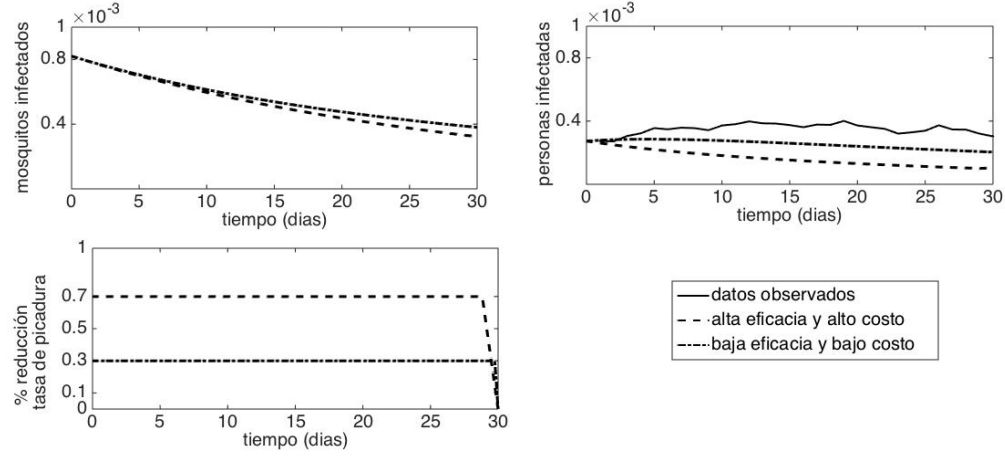 1 ×10⁻³
0.8
0.4
mosquitos infectados
0 5 10 15 20 25 30
tiempo (dias)
1 ×10⁻³
0.8
0.4
personas infectadas
0 5 10 15 20 25 30
tiempo (dias)
1
0.7
0.5
0.3
0.1
0
% reducción
tasa de picadura
0 5 10 15 20 25 30
tiempo (dias)
datos observados
alta eficacia y alto costo
baja eficacia y bajo costo